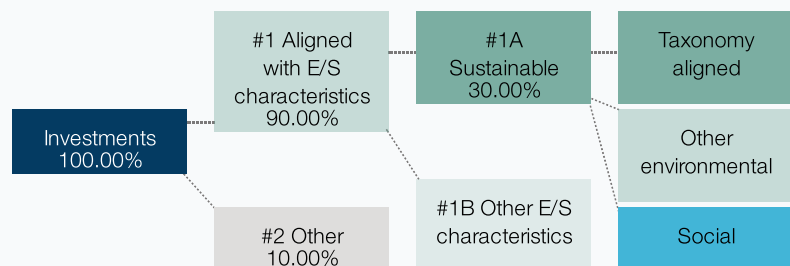 Investments
100.00%
#1 Aligned
with E/S
characteristics
90.00%
#2 Other
10.00%
#1A
Sustainable
30.00%
#1B Other E/S
characteristics
Taxonomy
aligned
Other
environmental
Social